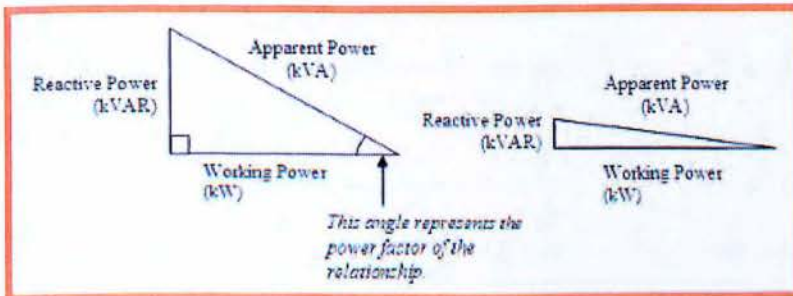 Apparent Power
(kVA)
Reactive Power
(kVAR)
Working Power
(kW)
This angle represents the
power factor of the
relationship.
Apparent Power
(kVA)
Reactive Power
(kVAR)
Working Power
(kW)